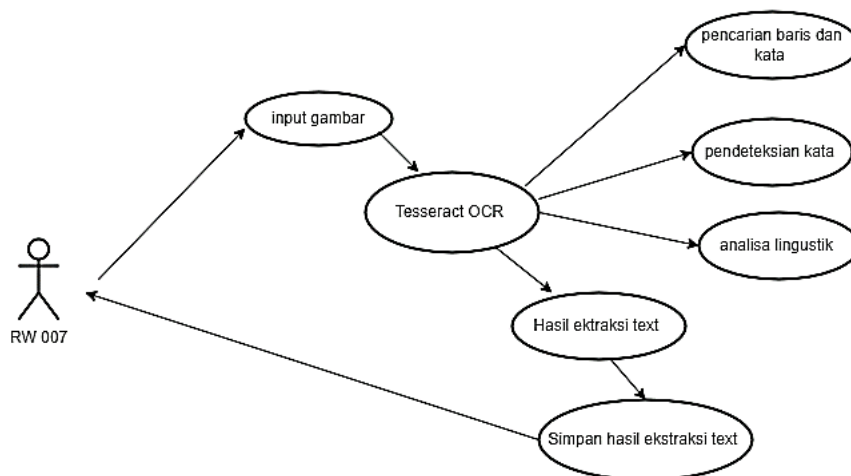 pencarian baris dan
kata
input gambar
pendeteksian kata
Tesseract OCR
analisa lingustik
RW 007
Hasil ektraksi text
Simpan hasil ekstraksi text